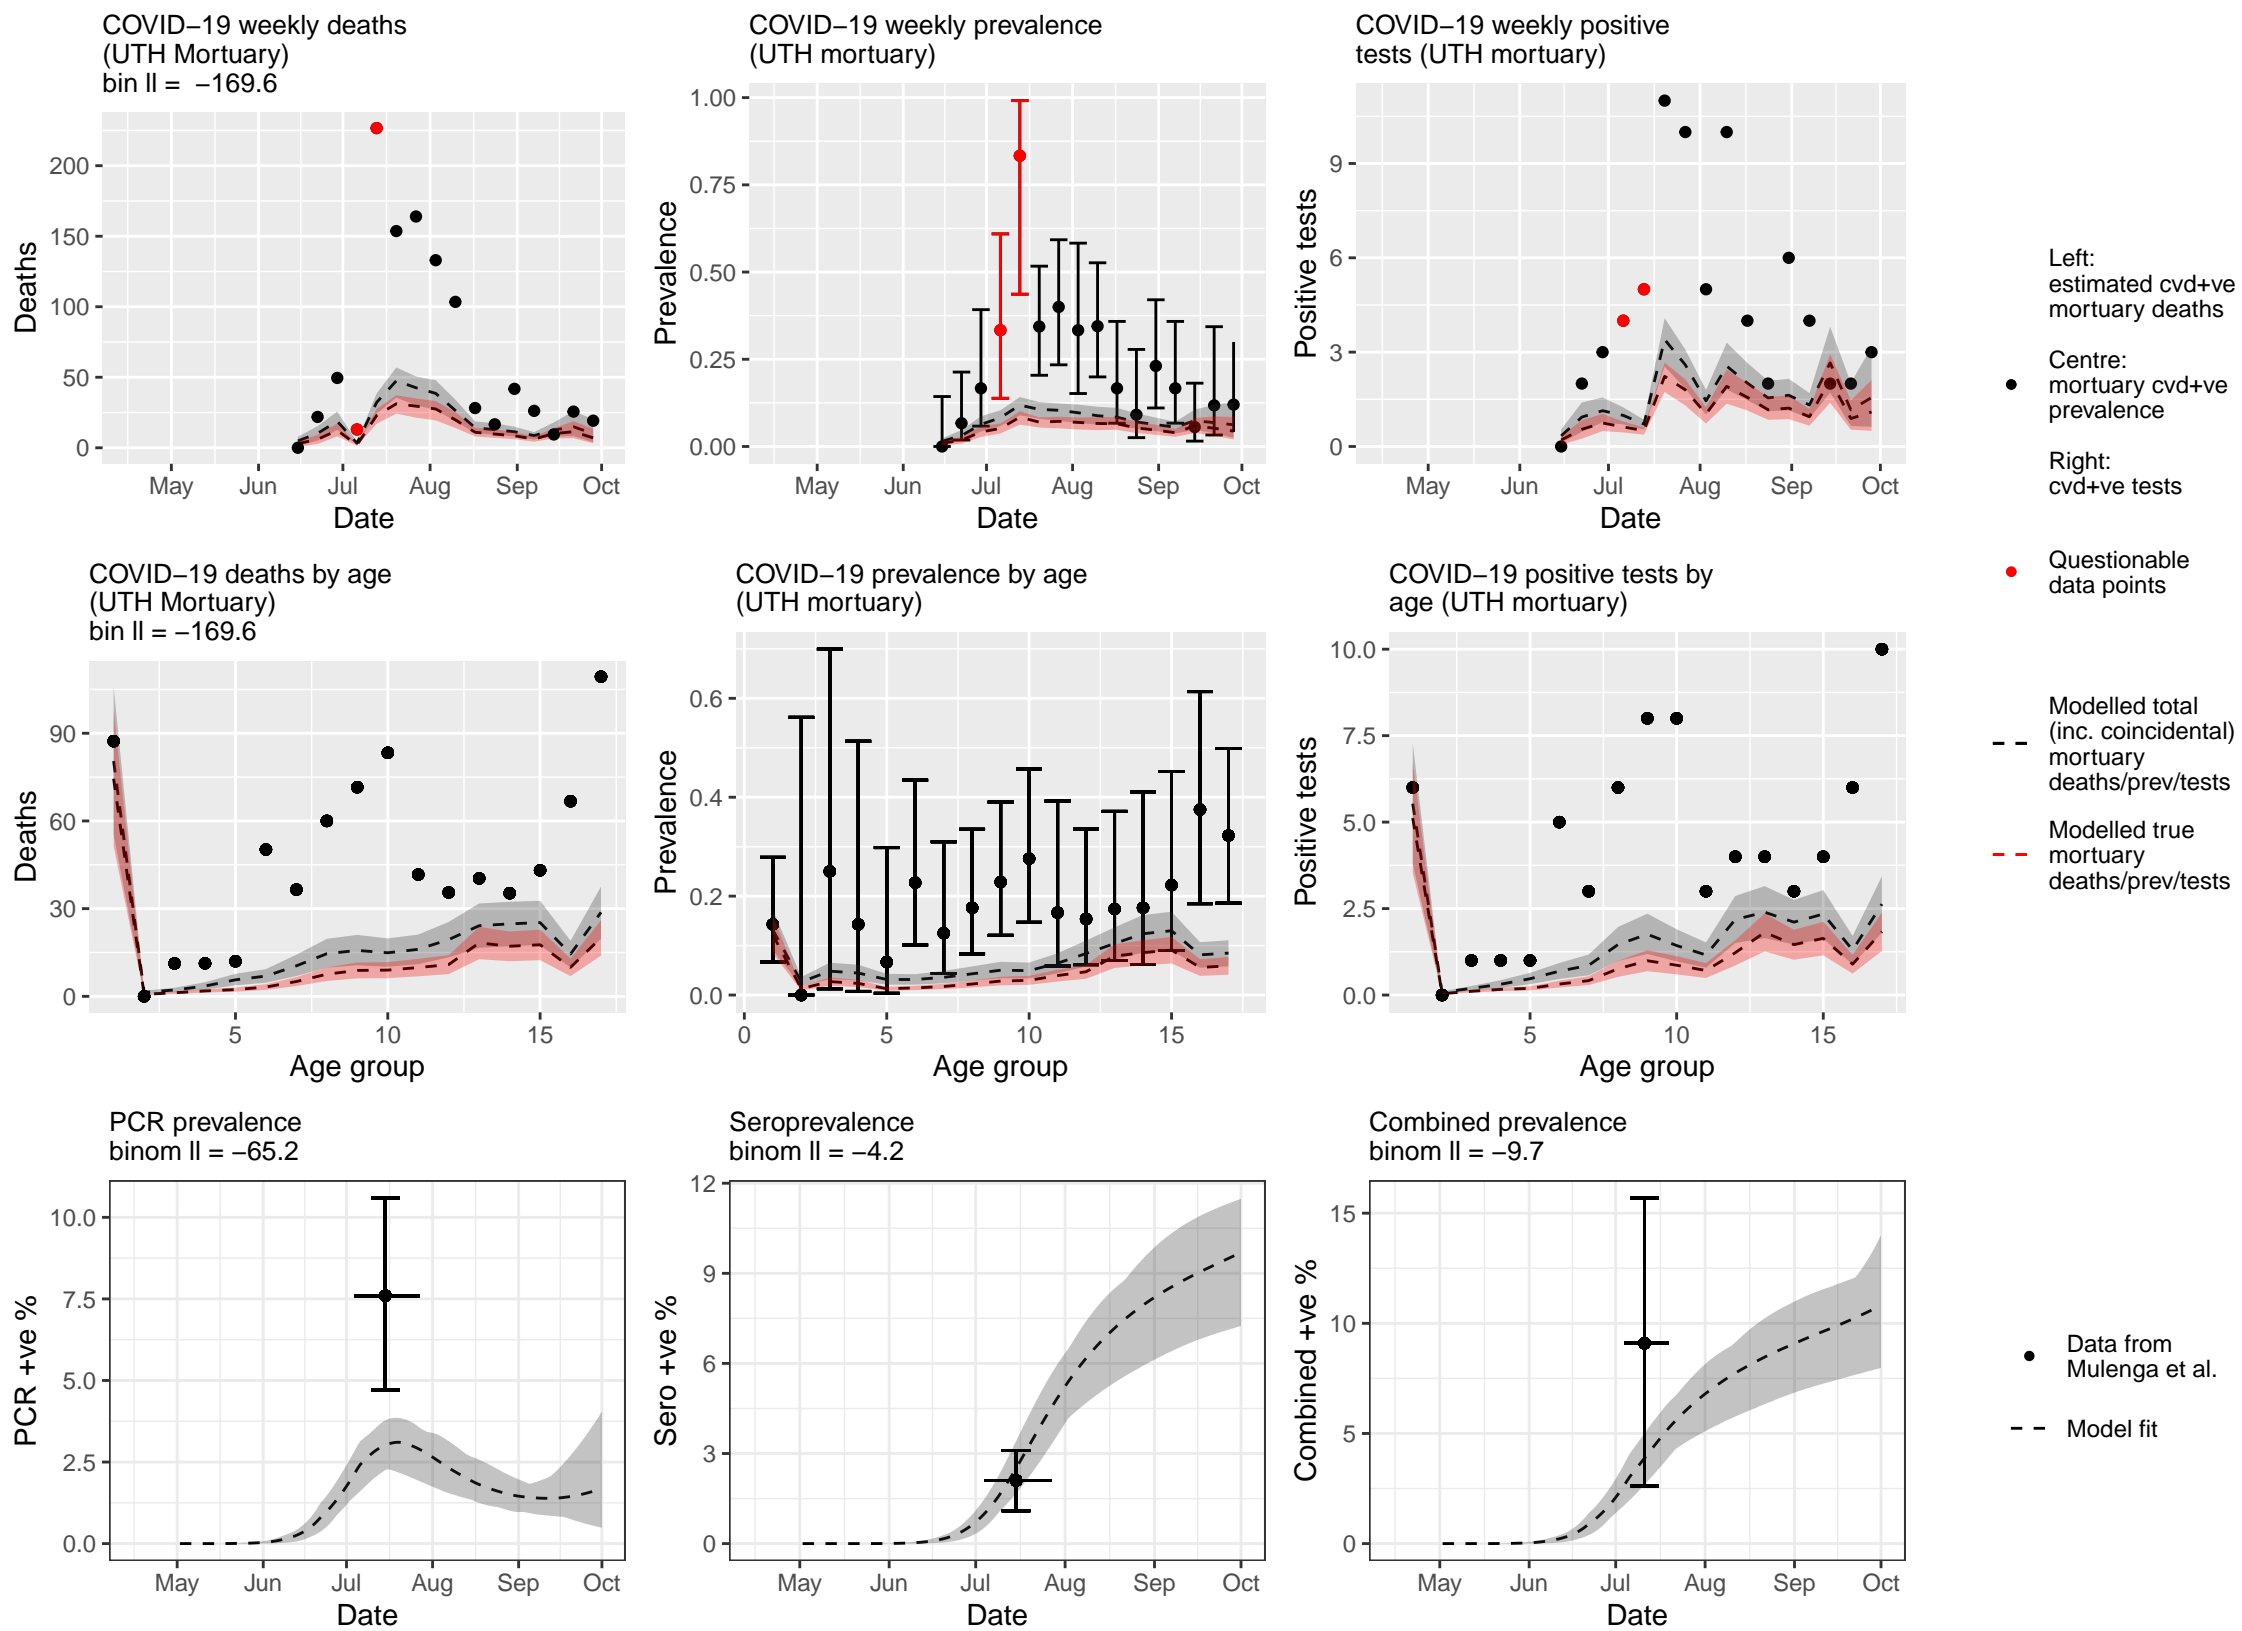 COVID−19 weekly deaths
(UTH Mortuary)
bin ll =  −169.6
Deaths
200
150
100
50
0
May Jun Jul Aug Sep Oct
Date
COVID−19 weekly prevalence
(UTH mortuary)
Prevalence
1.00
0.75
0.50
0.25
0.00
May Jun Jul Aug Sep Oct
Date
COVID−19 weekly positive
tests (UTH mortuary)
Positive tests
9
6
3
0
May Jun Jul Aug Sep Oct
Date
Left:
estimated cvd+ve
mortuary deaths
Centre:
mortuary cvd+ve
prevalence
Right:
cvd+ve tests
Questionable
data points
Modelled total
(inc. coincidental)
mortuary
deaths/prev/tests
Modelled true
mortuary
deaths/prev/tests
COVID−19 deaths by age
(UTH Mortuary)
bin ll = −169.6
Deaths
90
60
30
0
5 10 15
Age group
COVID−19 prevalence by age
(UTH mortuary)
Prevalence
0.6
0.4
0.2
0.0
0 5 10 15
Age group
COVID−19 positive tests by
age (UTH mortuary)
Positive tests
10.0
7.5
5.0
2.5
0.0
5 10 15
Age group
PCR prevalence
binom ll = −65.2
PCR +ve %
10.0
7.5
5.0
2.5
0.0
May Jun Jul Aug Sep Oct
Date
Seroprevalence
binom ll = −4.2
Sero +ve %
12
9
6
3
0
May Jun Jul Aug Sep Oct
Date
Combined prevalence
binom ll = −9.7
Combined +ve %
15
10
5
0
May Jun Jul Aug Sep Oct
Date
Data from
Mulenga et al.
Model fit